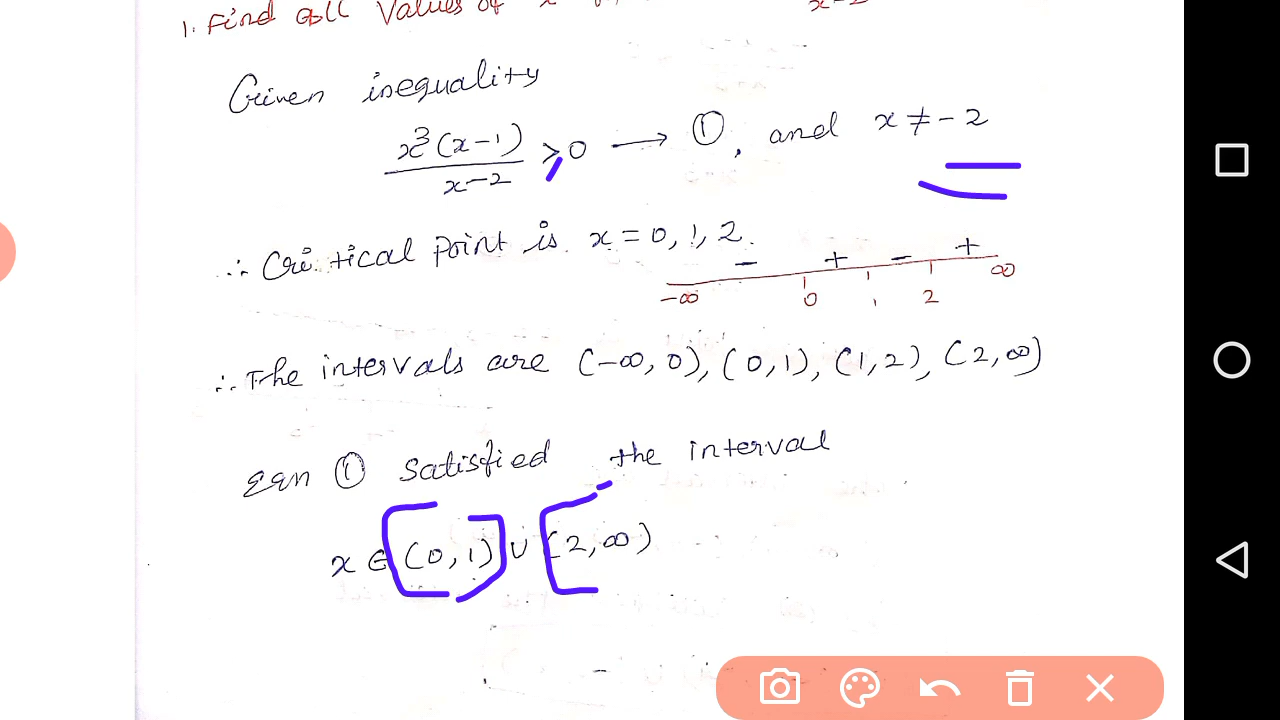 1. Find all values of x
x-2
Given inequality
x³(x-1)
x-2
>0 → ①, and x ≠ -2
∴ Critical point is x = 0, 1, 2.
- + - +
-∞ 0 1 2 ∞
∴ The intervals are (-∞, 0), (0, 1), (1, 2), (2, ∞)
Eqn ① Satisfied the interval
x ∈ (0, 1) ∪ (2, ∞)